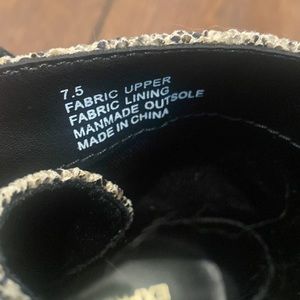 7.5
FABRIC UPPER
FABRIC LINING
MANMADE OUTSOLE
MADE IN CHINA